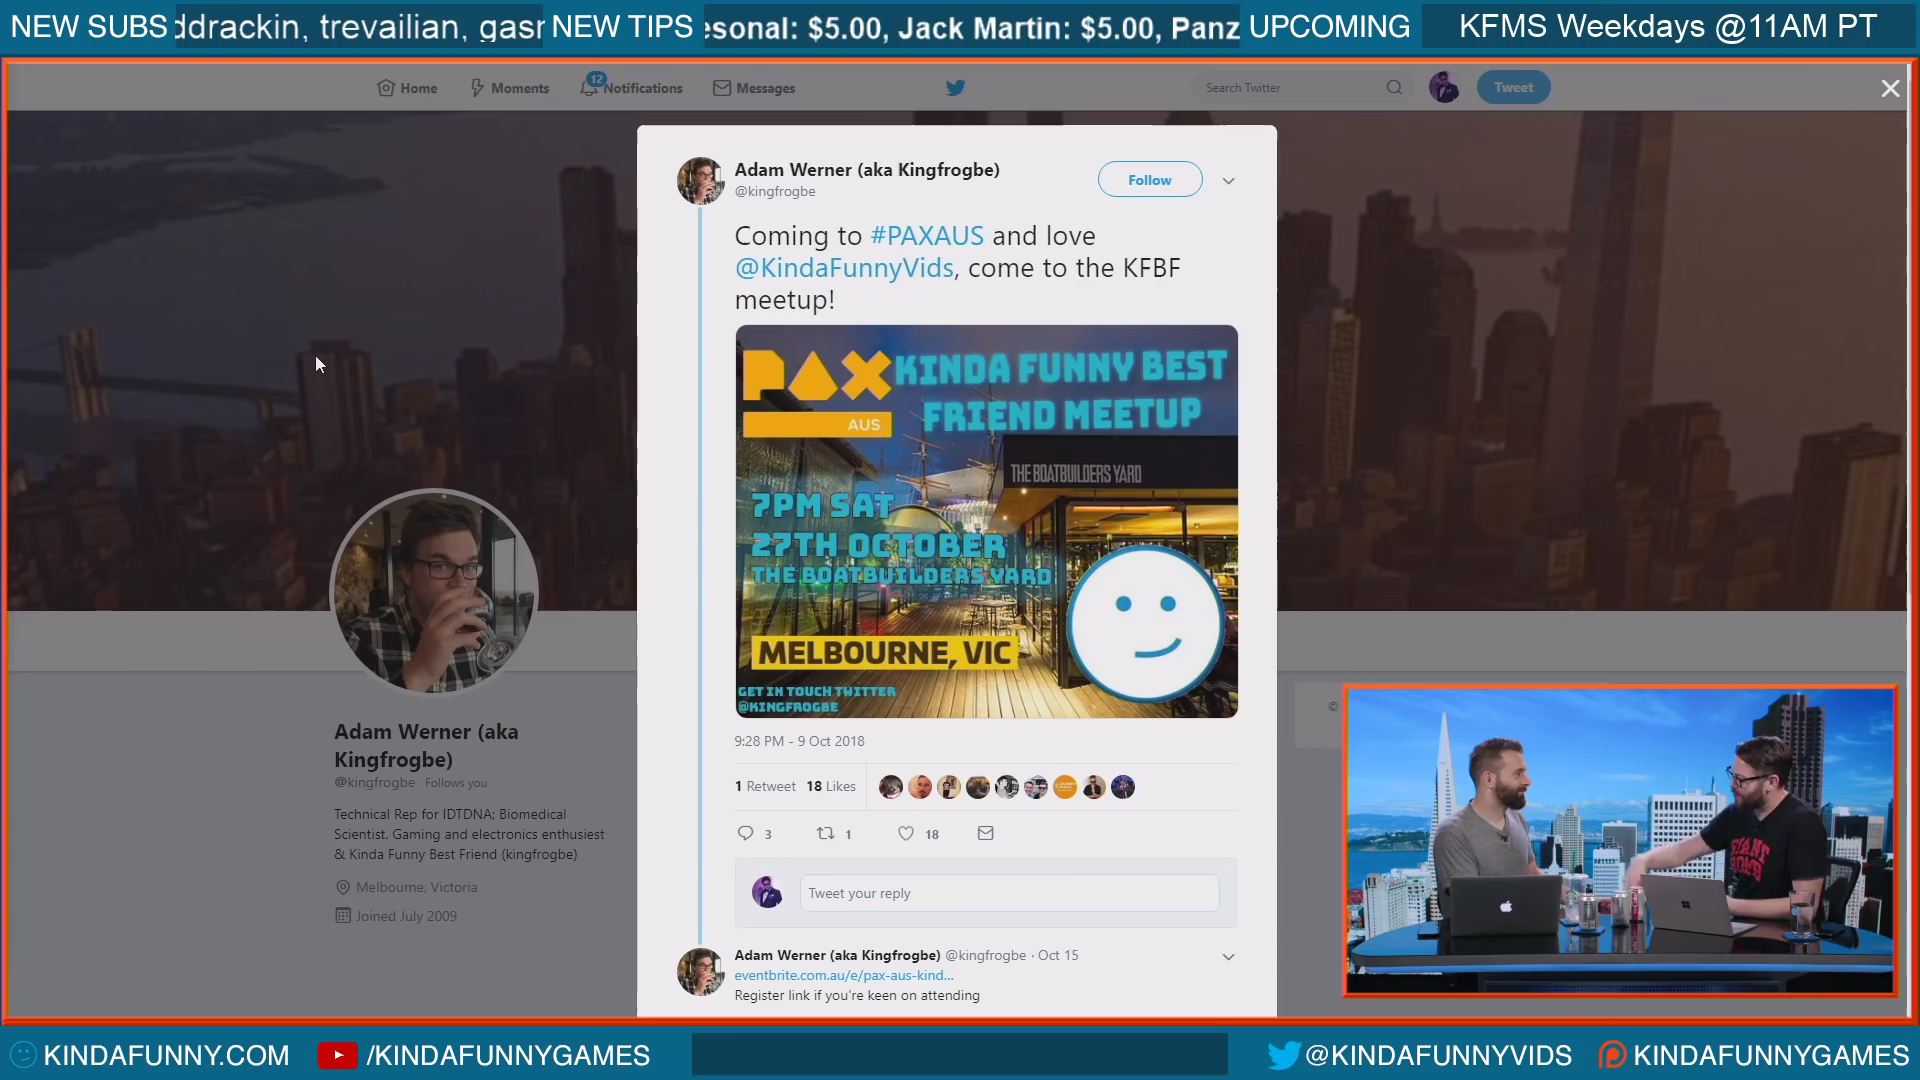 NEW SUBS ddrackin, trevailian, gasr NEW TIPS esonal: $5.00, Jack Martin: $5.00, Panz UPCOMING KFMS Weekdays @11AM PT
Home Moments 12 Notifications Messages Search Twitter Tweet
Adam Werner (aka Kingfrogbe)
@kingfrogbe
Follow
Coming to #PAXAUS and love
@KindaFunnyVids, come to the KFBF
meetup!
PAX
AUS
KINDA FUNNY BEST
FRIEND MEETUP
THE BOATBUILDERS YARD
7PM SAT
27TH OCTOBER
THE BOATBUILDERS YARD
MELBOURNE, VIC
GET IN TOUCH TWITTER
@KINGFROGBE
9:28 PM - 9 Oct 2018
1 Retweet 18 Likes
3 1 18
Tweet your reply
Adam Werner (aka Kingfrogbe) @kingfrogbe · Oct 15
eventbrite.com.au/e/pax-aus-kind...
Register link if you're keen on attending
Adam Werner (aka
Kingfrogbe)
@kingfrogbe Follows you
Technical Rep for IDTDNA; Biomedical
Scientist. Gaming and electronics enthusiest
& Kinda Funny Best Friend (kingfrogbe)
Melbourne, Victoria
Joined July 2009
©
KINDAFUNNY.COM /KINDAFUNNYGAMES @KINDAFUNNYVIDS KINDAFUNNYGAMES